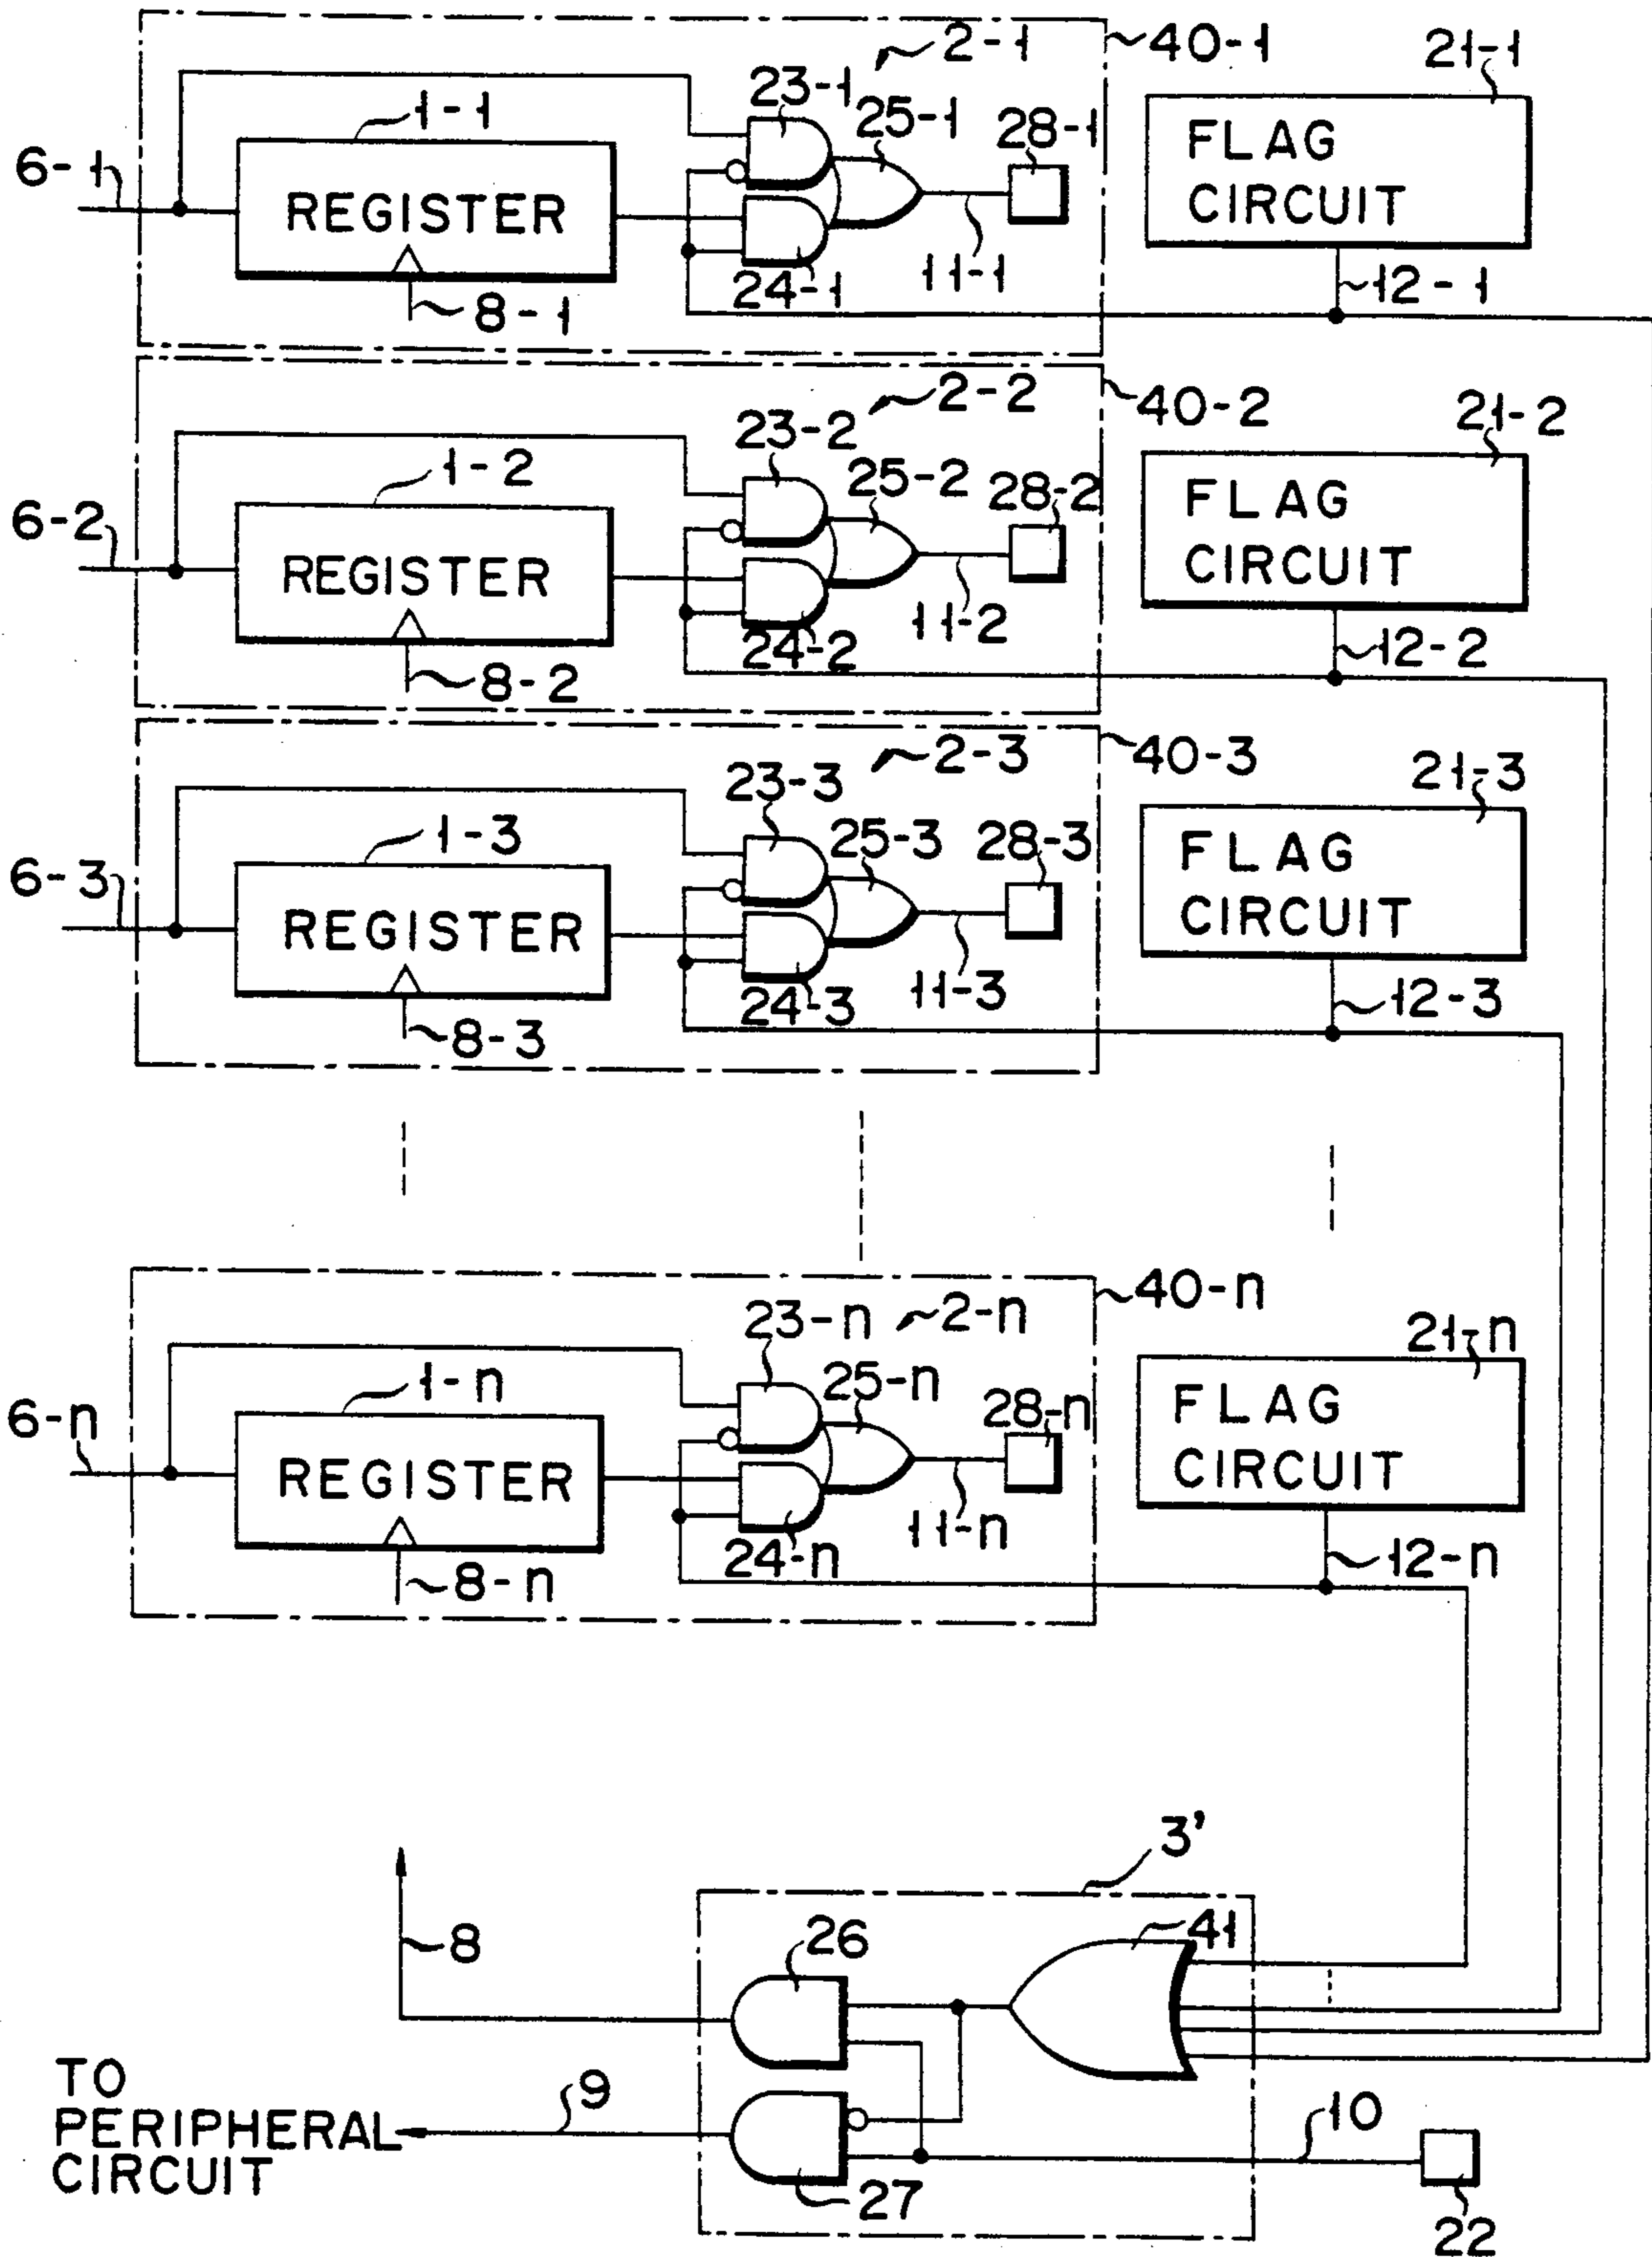 2-1
40-1
21-1
23-1
1-1
25-1
28-1
FLAG
CIRCUIT
6-1
REGISTER
11-1
24-1
12-1
8-1
2-2
40-2
21-2
23-2
1-2
25-2
28-2
FLAG
CIRCUIT
6-2
REGISTER
11-2
24-2
12-2
8-2
2-3
40-3
21-3
23-3
1-3
25-3
28-3
FLAG
CIRCUIT
6-3
REGISTER
11-3
24-3
12-3
8-3
40-n
2-n
23-n
21-n
1-n
25-n
28-n
FLAG
CIRCUIT
6-n
REGISTER
11-n
24-n
12-n
8-n
3'
41
26
8
TO
PERIPHERAL
CIRCUIT
9
10
27
22